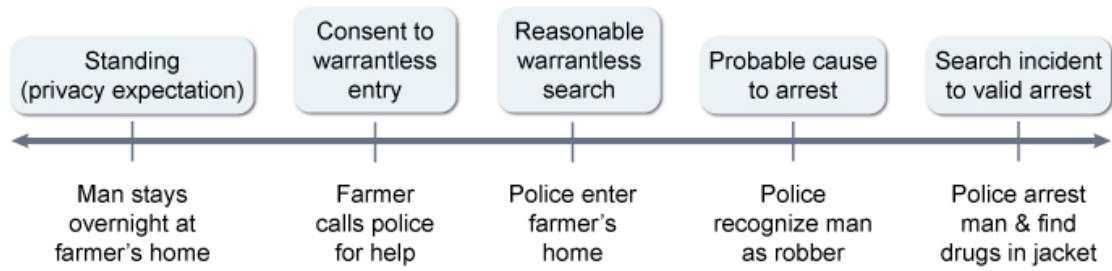 Standing
(privacy expectation)
Consent to
warrantless
entry
Reasonable
warrantless
search
Probable cause
to arrest
Search incident
to valid arrest
Man stays
overnight at
farmer's home
Farmer
calls police
for help
Police enter
farmer's
home
Police
recognize man
as robber
Police arrest
man & find
drugs in jacket